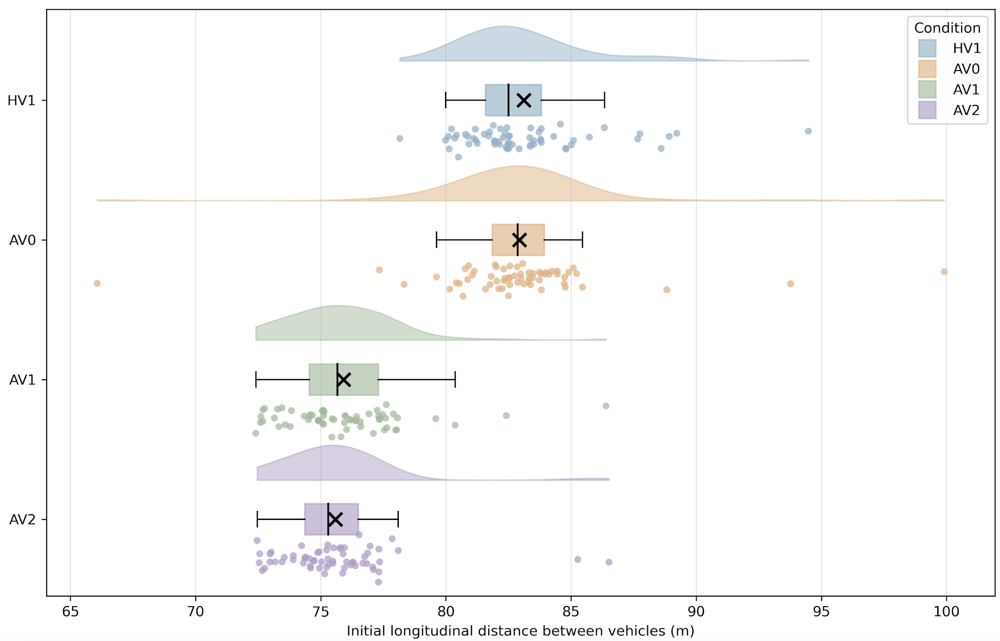 Condition
HV1
AV0
AV1
AV2
HV1
AV0
AV1
AV2
65 70 75 80 85 90 95 100
Initial longitudinal distance between vehicles (m)